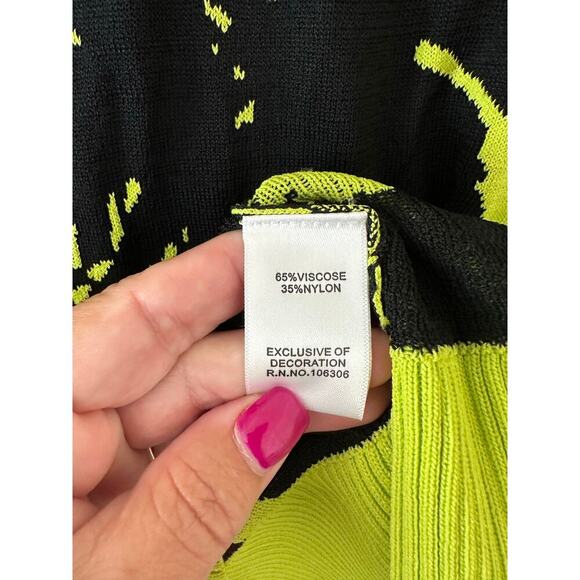 65%VISCOSE
35%NYLON
EXCLUSIVE OF
DECORATION
R.N.NO.106306